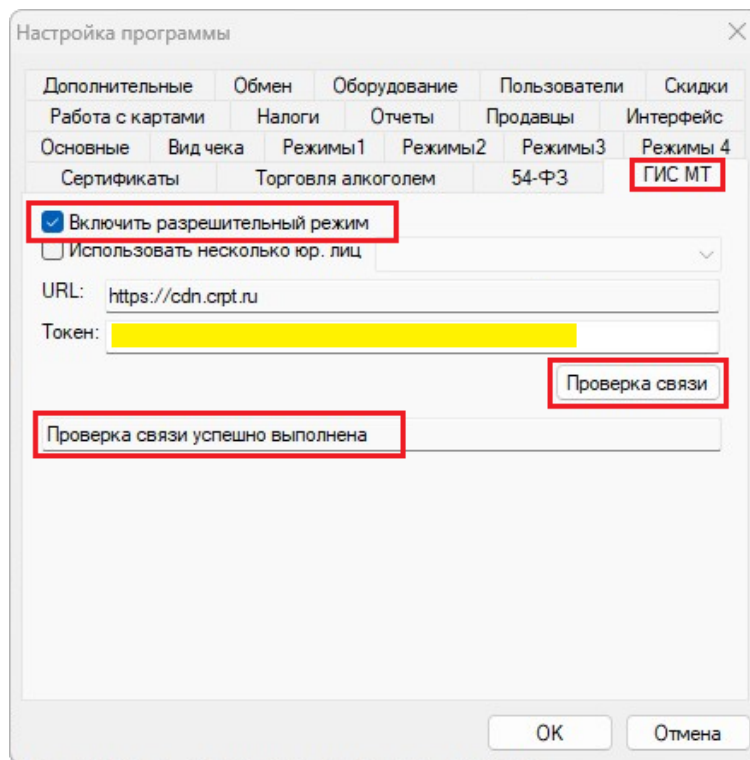 Настройка программы
Дополнительные Обмен Оборудование Пользователи Скидки
Работа с картами Налоги Отчеты Продавцы Интерфейс
Основные Вид чека Режимы1 Режимы2 Режимы3 Режимы 4
Сертификаты Торговля алкоголем 54-ФЗ ГИС МТ
Включить разрешительный режим
Использовать несколько юр. лиц
URL: https://cdn.crpt.ru
Токен:
Проверка связи
Проверка связи успешно выполнена
OK Отмена